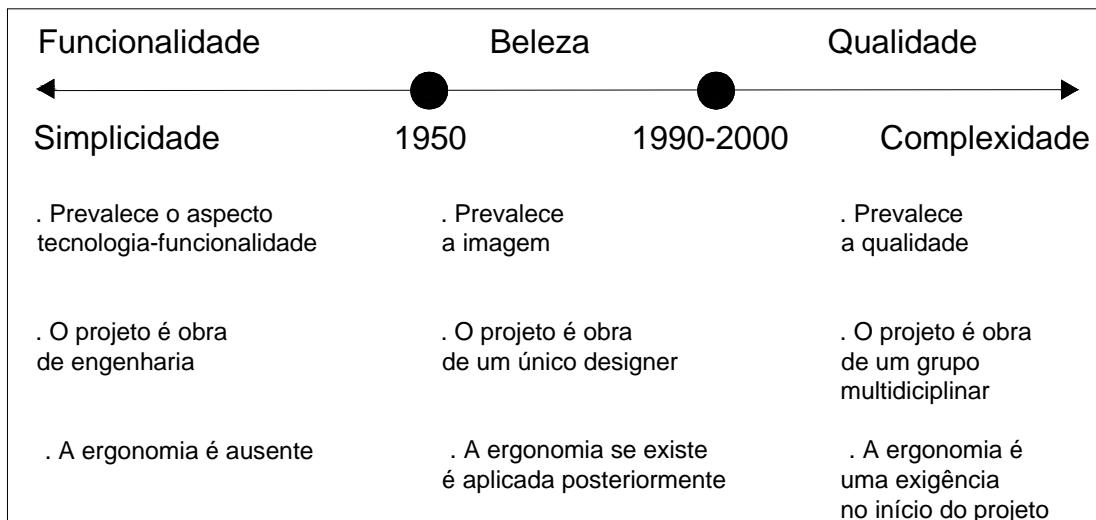 Funcionalidade Beleza Qualidade
Simplicidade 1950 1990-2000 Complexidade
. Prevalece o aspecto
tecnologia-funcionalidade
. Prevalece
a imagem
. Prevalece
a qualidade
. O projeto é obra
de engenharia
. O projeto é obra
de um único designer
. O projeto é obra
de um grupo
multidiciplinar
. A ergonomia é ausente
. A ergonomia se existe
é aplicada posteriormente
. A ergonomia é
uma exigência
no início do projeto